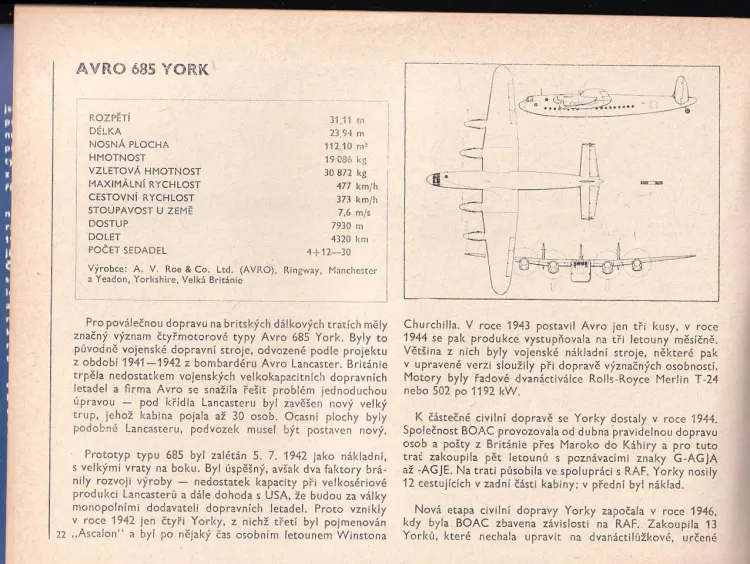 AVRO 685 YORK
ROZPĚTÍ 31,11 m
DÉLKA 23,94 m
NOSNÁ PLOCHA 112,10 m²
HMOTNOST 19 086 kg
VZLETOVÁ HMOTNOST 30 872 kg
MAXIMÁLNÍ RYCHLOST 477 km/h
CESTOVNÍ RYCHLOST 373 km/h
STOUPAVOST U ZEMĚ 7,6 m/s
DOSTUP 7930 m
DOLET 4320 km
POČET SEDADEL 4+12—30
Výrobce: A. V. Roe & Co. Ltd. (AVRO), Ringway, Manchester
a Yeadon, Yorkshire, Velká Británie
Pro poválečnou dopravu na britských dálkových tratích měly
značný význam čtyřmotorové typy Avro 685 York. Byly to
původně vojenské dopravní stroje, odvozené podle projektu
z období 1941—1942 z bombardéru Avro Lancaster. Británie
trpěla nedostatkem vojenských velkokapacitních dopravních
letadel a firma Avro se snažila řešit problém jednoduchou
úpravou — pod křídla Lancasteru byl zavěšen nový velký
trup, jehož kabina pojala až 30 osob. Ocasní plochy byly
podobné Lancasteru, podvozek musel být postaven nový.
Prototyp typu 685 byl zalétán 5. 7. 1942 jako nákladní,
s velkými vraty na boku. Byl úspěšný, avšak dva faktory brá-
nily rozvoji výroby — nedostatek kapacity při velkosériové
produkci Lancasterů a dále dohoda s USA, že budou za války
monopolními dodavateli dopravních letadel. Proto vznikly
v roce 1942 jen čtyři Yorky, z nichž třetí byl pojmenován
„Ascalon" a byl po nějaký čas osobním letounem Winstona
22
Churchilla. V roce 1943 postavil Avro jen tři kusy, v roce
1944 se pak produkce vystupňovala na tři letouny měsíčně.
Většina z nich byly vojenské nákladní stroje, některé pak
v upravené verzi sloužily při dopravě význačných osobností.
Motory byly řadové dvanáctiválce Rolls-Royce Merlin T-24
nebo 502 po 1192 kW.
K částečné civilní dopravě se Yorky dostaly v roce 1944.
Společnost BOAC provozovala od dubna pravidelnou dopravu
osob a pošty z Británie přes Maroko do Káhiry a pro tuto
trať zakoupila pět letounů s poznávacími znaky G-AGJA
až -AGJE. Na trati působila ve spolupráci s RAF. Yorky nosily
12 cestujících v zadní části kabiny; v přední byl náklad.
Nová etapa civilní dopravy Yorky započala v roce 1946,
kdy byla BOAC zbavena závislosti na RAF. Zakoupila 13
Yorků, které nechala upravit na dvanáctilůžkové, určené